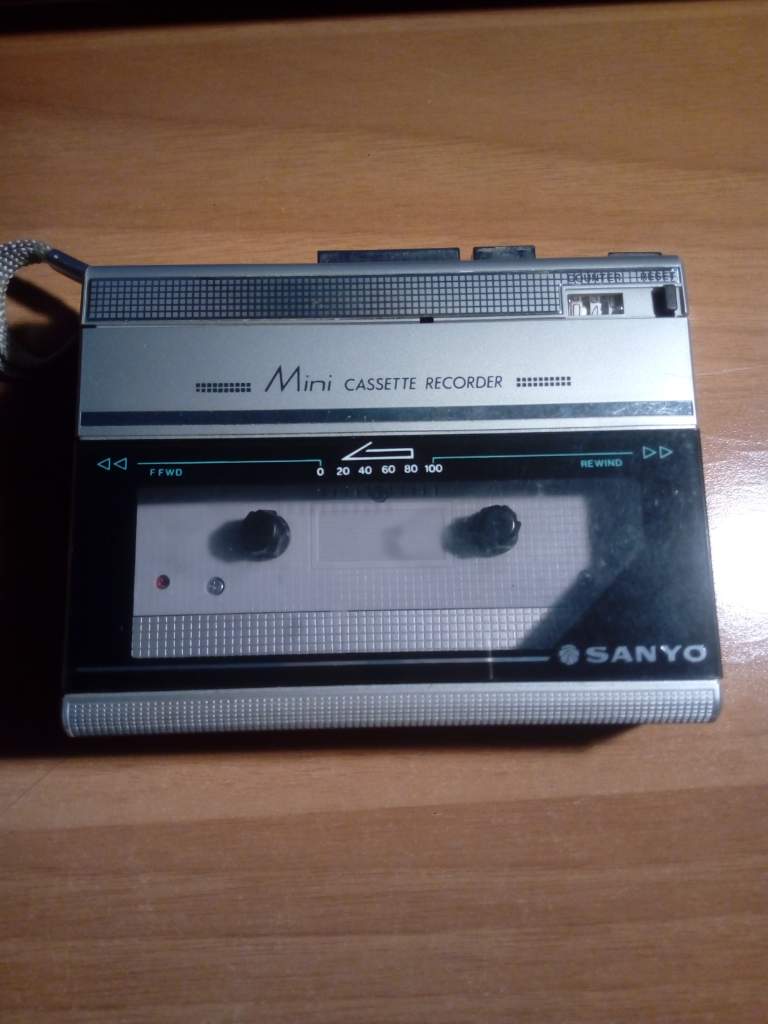 COUNTER RESET
Mini CASSETTE RECORDER
FFWD 0 20 40 60 80 100 REWIND
SANYO